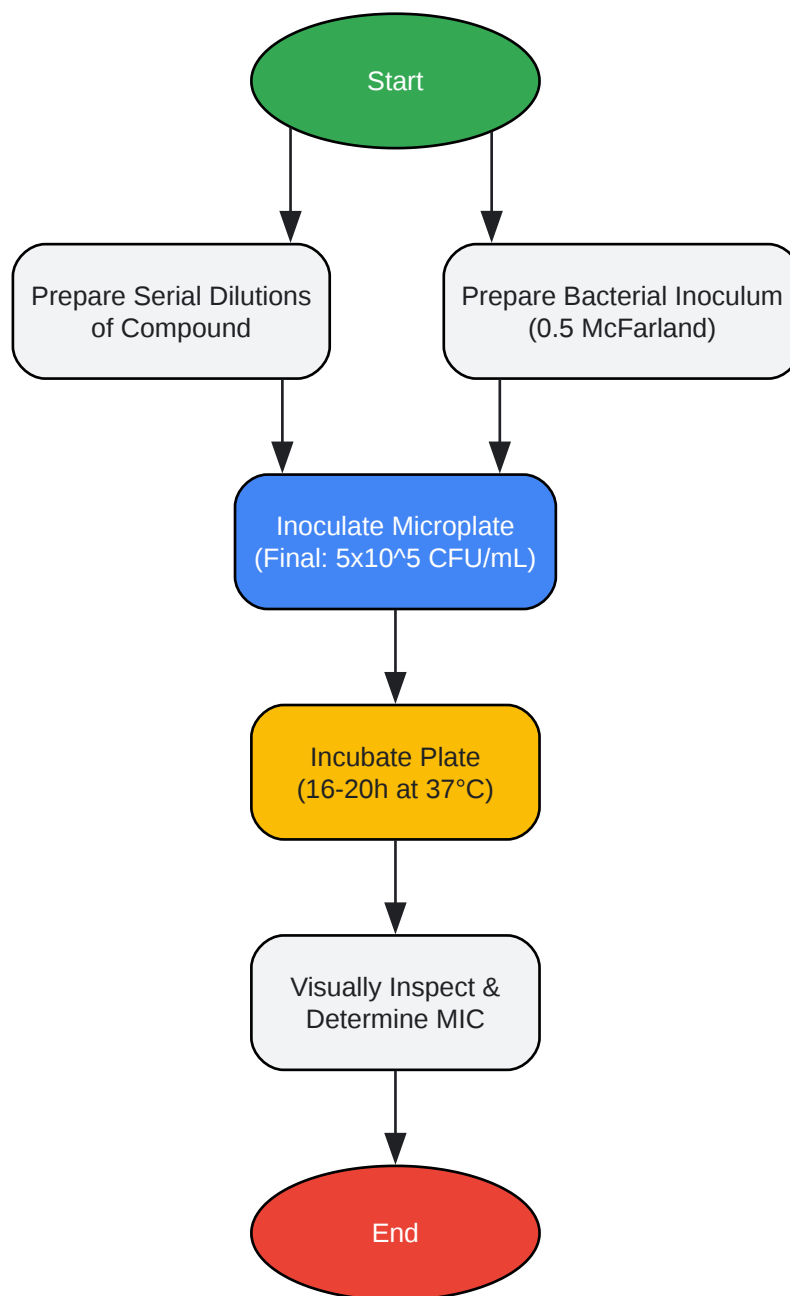 Start
Prepare Serial Dilutions
of Compound
Prepare Bacterial Inoculum
(0.5 McFarland)
Inoculate Microplate
(Final: 5x10^5 CFU/mL)
Incubate Plate
(16-20h at 37°C)
Visually Inspect &
Determine MIC
End